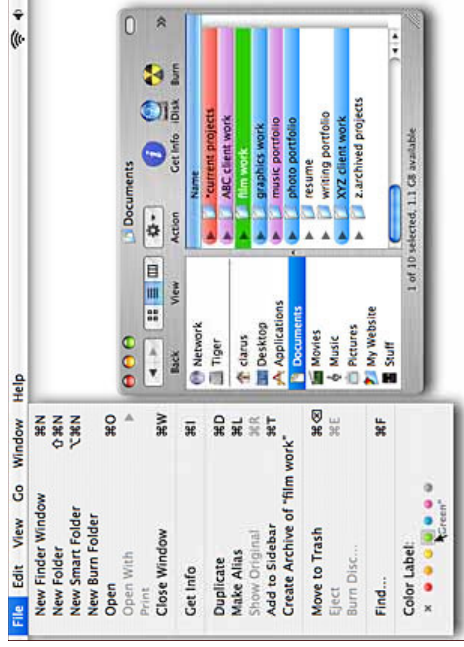 File Edit View Go Window Help
New Finder Window ⌘N
New Folder ⇧⌘N
New Smart Folder ⌥⌘N
New Burn Folder
Open ⌘O
Open With ▶
Print
Close Window ⌘W
Get Info ⌘I
Duplicate ⌘D
Make Alias ⌘L
Show Original ⌘R
Add to Sidebar ⌘T
Create Archive of "film work"
Move to Trash ⌘⌫
Eject ⌘E
Burn Disc...
Find... ⌘F
Color Label:
× 
"Green"
Documents
Back View Action Get Info iDisk Burn
Network
Tiger
clarus
Desktop
Applications
Documents
Movies
Music
Pictures
My Website
Stuff
Name
*current projects
ABC client work
film work
graphics work
music portfolio
photo portfolio
resume
writing portfolio
XYZ client work
z.archived projects
1 of 10 selected, 1.1 GB available